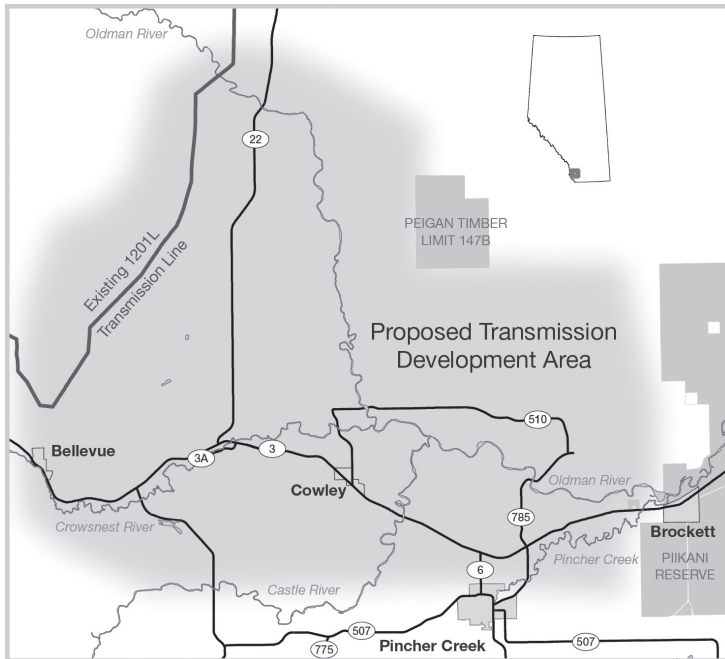 Oldman River
22
PEIGAN TIMBER
LIMIT 147B
Existing 1201L
Transmission Line
Proposed Transmission
Development Area
510
Bellevue
3A
3
Cowley
Oldman River
785
Crowsnest River
Brockett
Pincher Creek
PIIKANI
RESERVE
6
Castle River
507
775
Pincher Creek
507